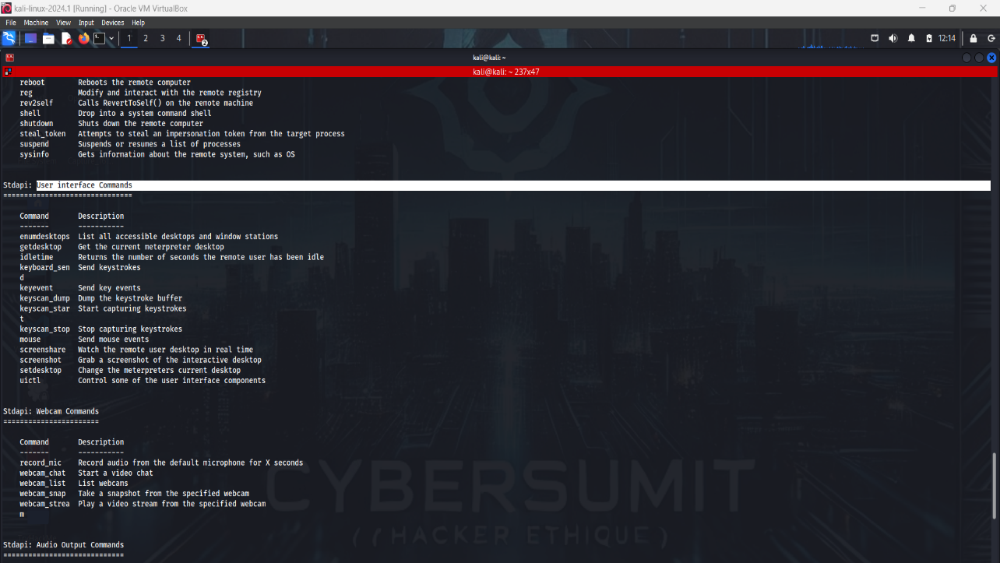 kali-linux-2024.1 [Running] - Oracle VM VirtualBox
File Machine View Input Devices Help
1 2 3 4 2 12:14
kali@kali: ~
kali@kali: ~ 237x47
reboot Reboots the remote computer
reg Modify and interact with the remote registry
rev2self Calls RevertToSelf() on the remote machine
shell Drop into a system command shell
shutdown Shuts down the remote computer
steal_token Attempts to steal an impersonation token from the target process
suspend Suspends or resumes a list of processes
sysinfo Gets information about the remote system, such as OS
Stdapi: User interface Commands
===============================
Command Description
------- -----------
enumdesktops List all accessible desktops and window stations
getdesktop Get the current meterpreter desktop
idletime Returns the number of seconds the remote user has been idle
keyboard_sen Send keystrokes
d
keyevent Send key events
keyscan_dump Dump the keystroke buffer
keyscan_star Start capturing keystrokes
t
keyscan_stop Stop capturing keystrokes
mouse Send mouse events
screenshare Watch the remote user desktop in real time
screenshot Grab a screenshot of the interactive desktop
setdesktop Change the meterpreters current desktop
uictl Control some of the user interface components
Stdapi: Webcam Commands
=======================
Command Description
------- -----------
record_mic Record audio from the default microphone for X seconds
webcam_chat Start a video chat
webcam_list List webcams
webcam_snap Take a snapshot from the specified webcam
webcam_strea Play a video stream from the specified webcam
m
CYBERSUMIT
((HACKER ETHIQUE)
Stdapi: Audio Output Commands
=============================